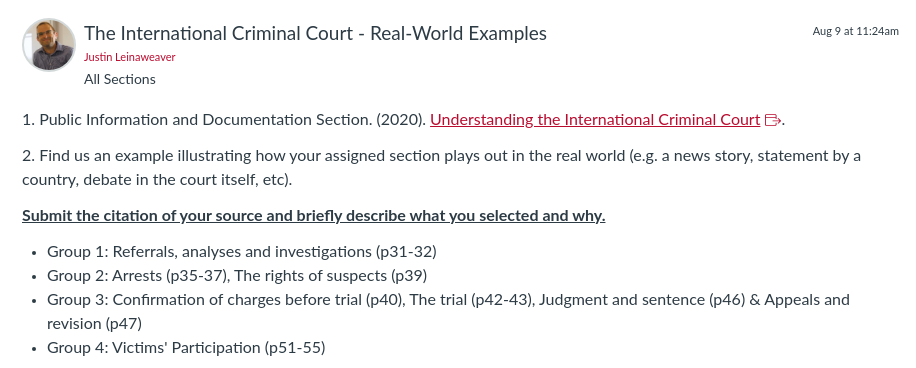 The International Criminal Court - Real-World Examples
Aug 9 at 11:24am
Justin Leinaweaver
All Sections
1. Public Information and Documentation Section. (2020). Understanding the International Criminal Court.
2. Find us an example illustrating how your assigned section plays out in the real world (e.g. a news story, statement by a
country, debate in the court itself, etc).
Submit the citation of your source and briefly describe what you selected and why.
• Group 1: Referrals, analyses and investigations (p31-32)
• Group 2: Arrests (p35-37), The rights of suspects (p39)
• Group 3: Confirmation of charges before trial (p40), The trial (p42-43), Judgment and sentence (p46) & Appeals and
revision (p47)
• Group 4: Victims' Participation (p51-55)